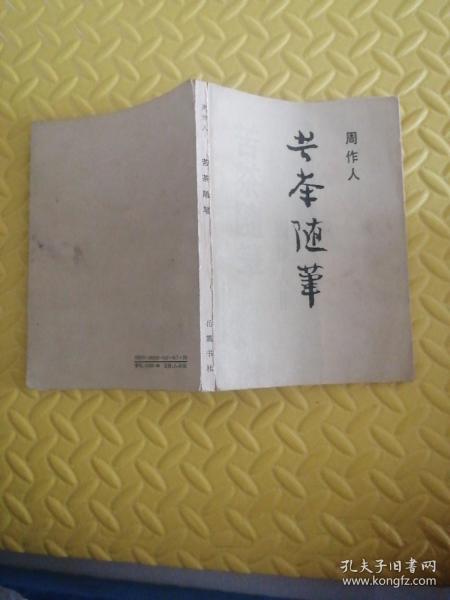 周作人
苦茶随笔
周作人 苦茶随笔 岳麓书社
孔夫子旧书网
www.kongfz.com